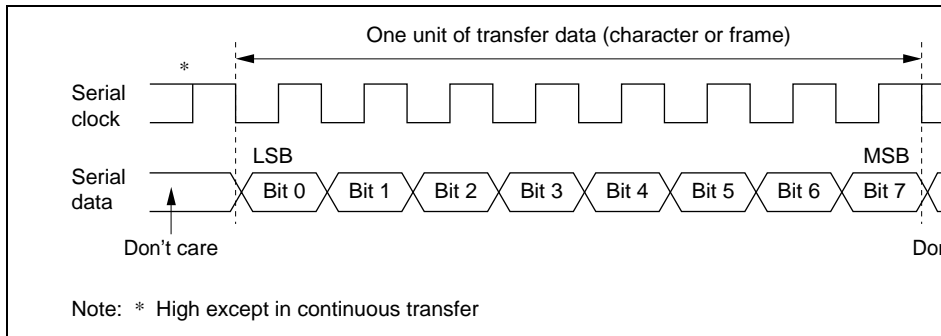 One unit of transfer data (character or frame)
*
Serial
clock
LSB
MSB
Serial
data
Bit 0 Bit 1 Bit 2 Bit 3 Bit 4 Bit 5 Bit 6 Bit 7
Don't care
Note: * High except in continuous transfer